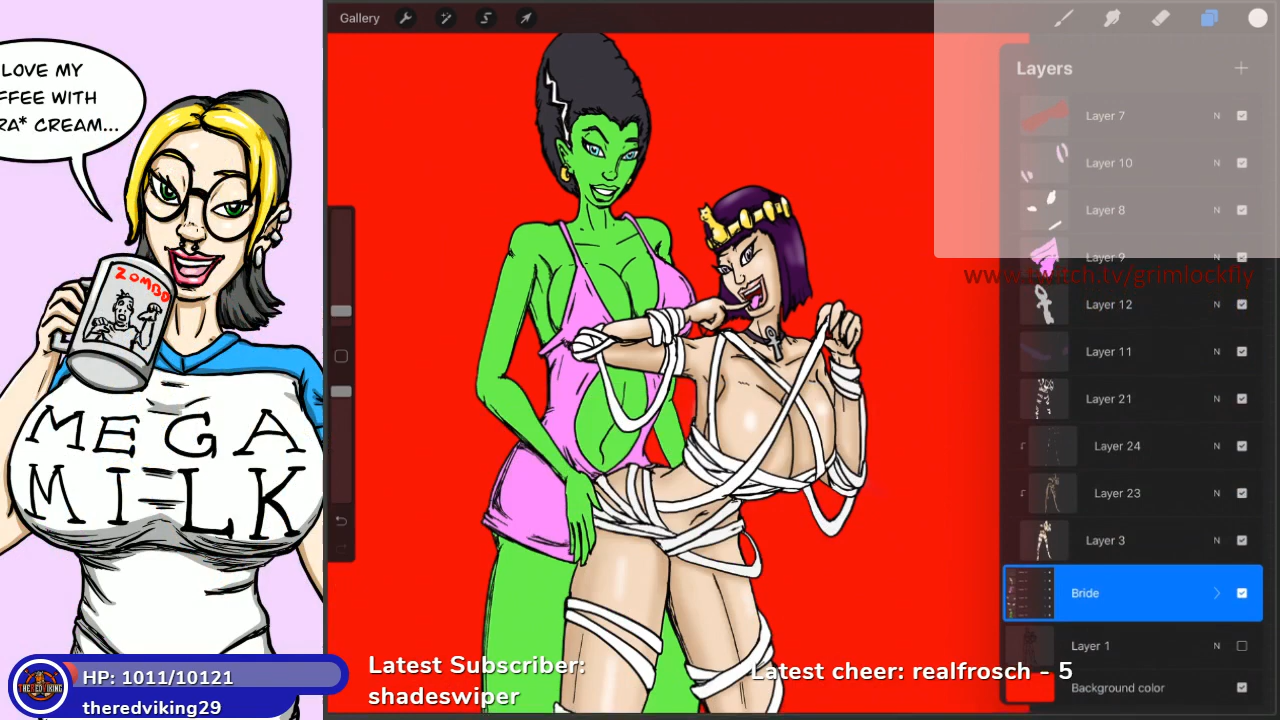 LOVE MY
FFEE WITH
RA* CREAM...
ZOMBO
MEGA
MILK
HP: 1011/10121
theredviking29
Gallery
Layers
Layer 7 N
Layer 10 N
Layer 8 N
Layer 9
www.twitch.tv/grimlockfly
Layer 12 N
Layer 11 N
Layer 21 N
Layer 24 N
Layer 23 N
Layer 3 N
Bride
Layer 1 N
Background color
Latest Subscriber:
shadeswiper
Latest cheer: realfrosch - 5